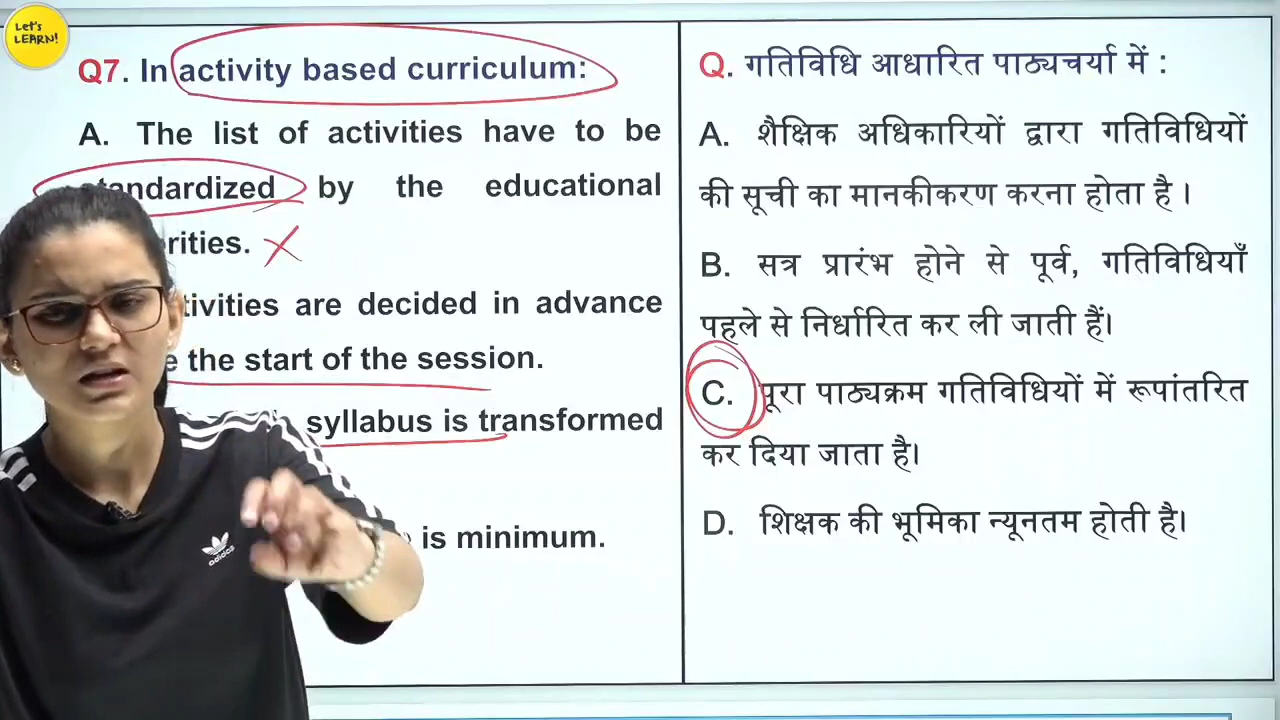 Let's
LEARN!
Q7. In activity based curriculum:
A. The list of activities have to be
standardized by the educational
rities.
tivities are decided in advance
e the start of the session.
syllabus is transformed
is minimum.
Q. गतिविधि आधारित पाठ्यचर्या में :
A. शैक्षिक अधिकारियों द्वारा गतिविधियों
की सूची का मानकीकरण करना होता है ।
B. सत्र प्रारंभ होने से पूर्व, गतिविधियाँ
पहले से निर्धारित कर ली जाती हैं।
C. पूरा पाठ्यक्रम गतिविधियों में रूपांतरित
कर दिया जाता है।
D. शिक्षक की भूमिका न्यूनतम होती है।
adidas